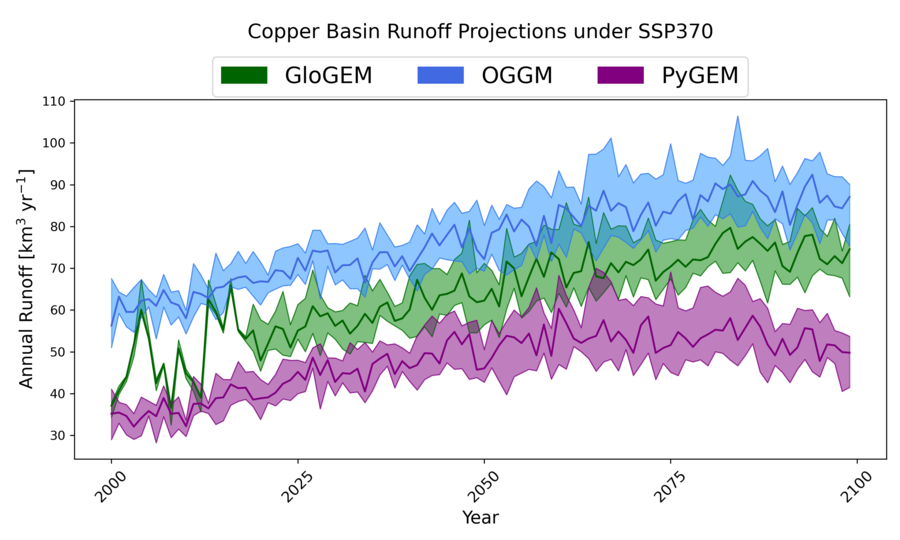 Copper Basin Runoff Projections under SSP370
GloGEM OGGM PyGEM
Annual Runoff [km³ yr⁻¹]
110
100
90
80
70
60
50
40
30
2000 2025 2050 2075 2100
Year